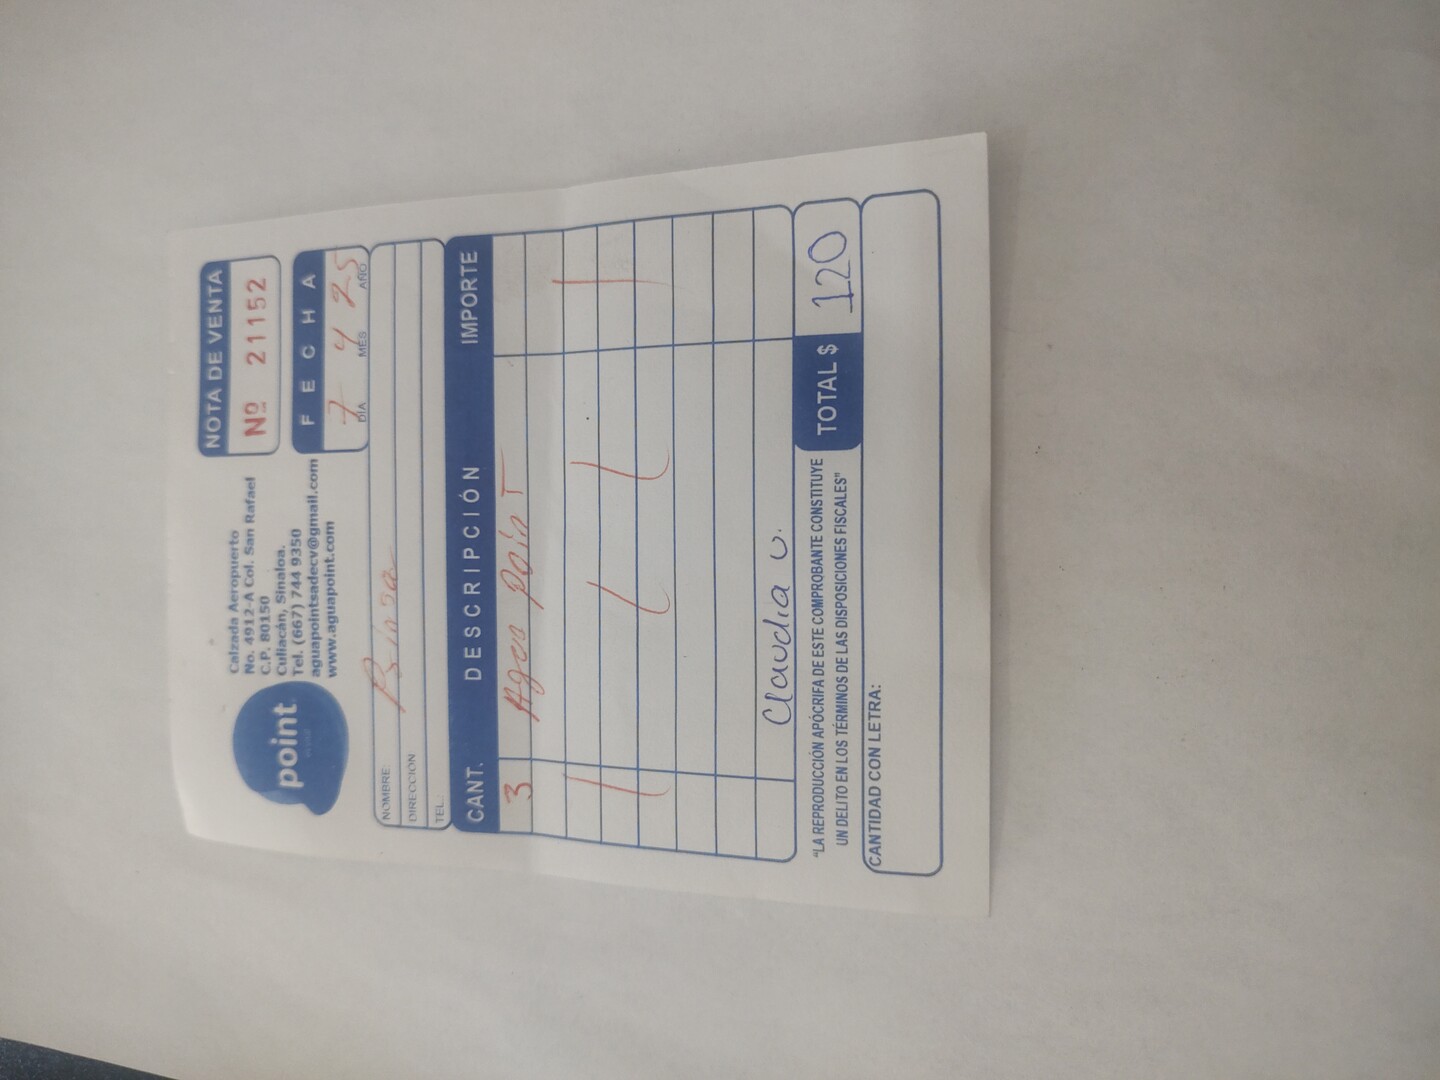 point
Calzada Aeropuerto
No. 4912-A Col. San Rafael
C.P. 80150
Culiacán, Sinaloa.
Tel. (667) 744 9350
aguapointsadecv@gmail.com
www.aguapoint.com
NOTA DE VENTA
Nº 21152
FECHA
7 4 25
DIA MES AÑO
NOMBRE:
DIRECCION
TEL.
CANT. DESCRIPCIÓN IMPORTE
3 Agua Point
Claudia U.
"LA REPRODUCCIÓN APÓCRIFA DE ESTE COMPROBANTE CONSTITUYE
UN DELITO EN LOS TÉRMINOS DE LAS DISPOSICIONES FISCALES"
TOTAL $ 120
CANTIDAD CON LETRA: